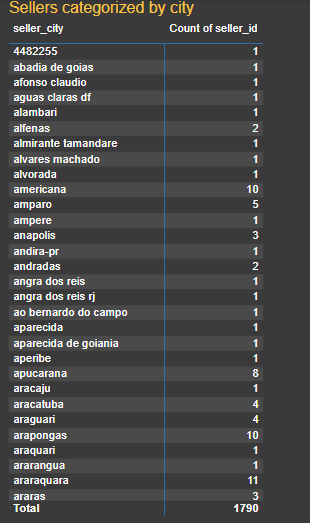 Sellers categorized by city
seller_city Count of seller_id
4482255 1
abadia de goias 1
afonso claudio 1
aguas claras df 1
alambari 1
alfenas 2
almirante tamandare 1
alvares machado 1
alvorada 1
americana 10
amparo 5
ampere 1
anapolis 3
andira-pr 1
andradas 2
angra dos reis 1
angra dos reis rj 1
ao bernardo do campo 1
aparecida 1
aparecida de goiania 1
aperibe 1
apucarana 8
aracaju 1
aracatuba 4
araguari 4
arapongas 10
araquari 1
ararangua 1
araraquara 11
araras 3
Total 1790